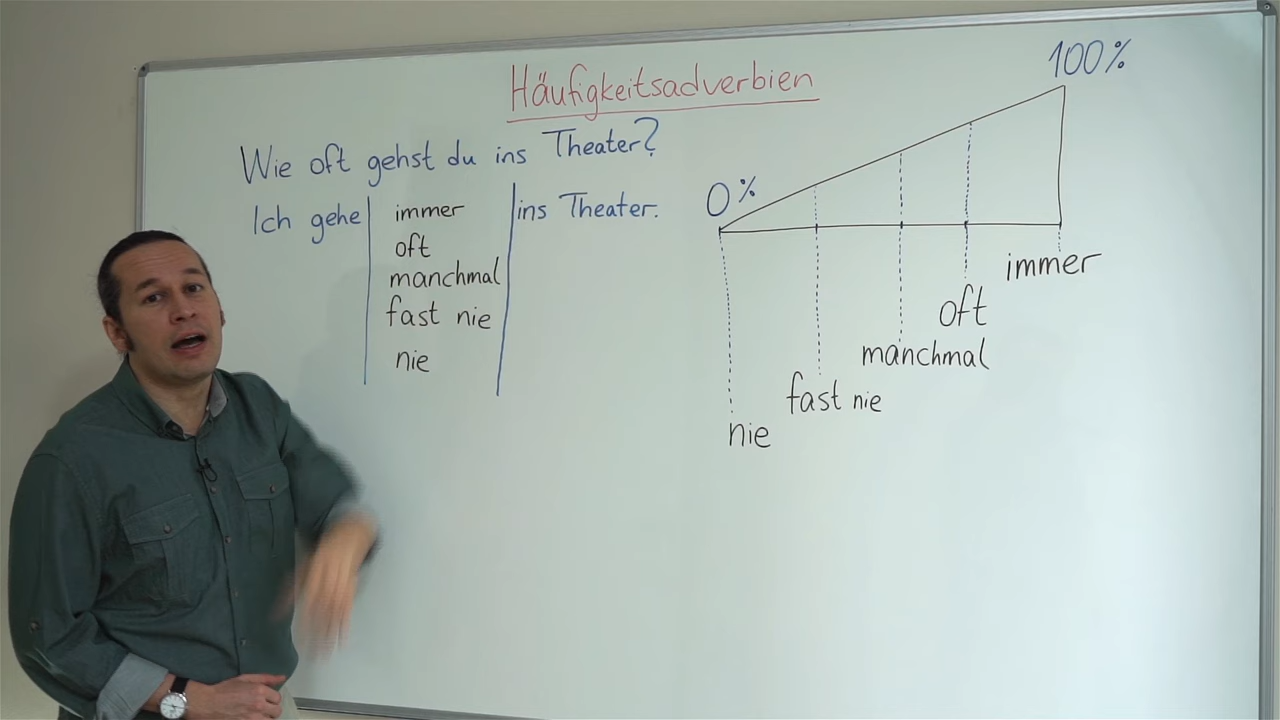 Häufigkeitsadverbien
Wie oft gehst du ins Theater?
Ich gehe immer ins Theater.
oft
manchmal
fast nie
nie
100%
0%
immer
oft
manchmal
fast nie
nie